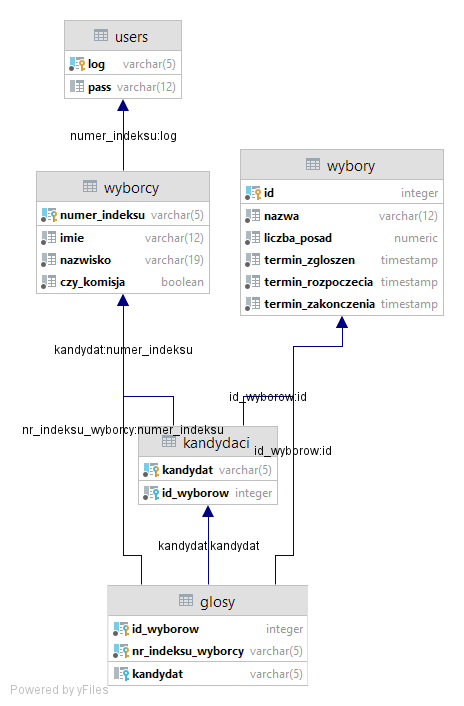 users
log varchar(5)
pass varchar(12)
numer_indeksu:log
wyborcy
numer_indeksu varchar(5)
imie varchar(12)
nazwisko varchar(19)
czy_komisja boolean
wybory
id integer
nazwa varchar(12)
liczba_posad numeric
termin_zgloszen timestamp
termin_rozpoczecia timestamp
termin_zakonczenia timestamp
kandydat:numer_indeksu
id_wyborow:id
nr_indeksu_wyborcy:numer_indeksu
id_wyborow:id
kandydaci
kandydat varchar(5)
id_wyborow integer
kandydat:kandydat
glosy
id_wyborow integer
nr_indeksu_wyborcy varchar(5)
kandydat varchar(5)
Powered by yFiles